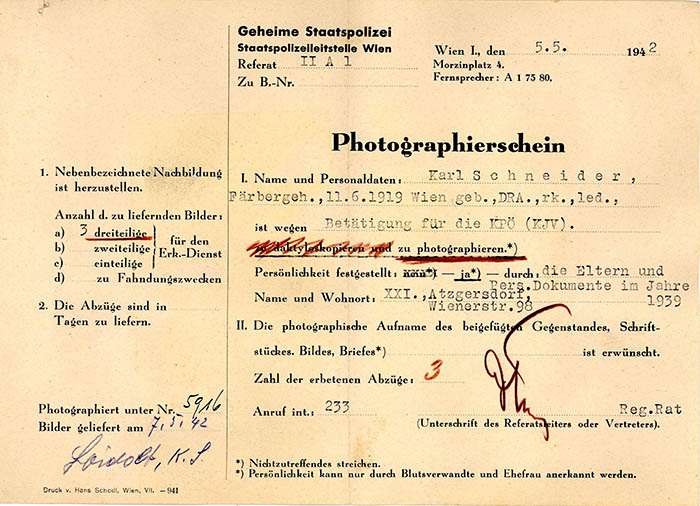 Geheime Staatspolizei
Staatspolizeileitstelle Wien
Referat II A 1
Zu B.-Nr.
Wien I., den 5.5. 1942
Morzinplatz 4.
Fernsprecher: A 1 75 80.
Photographierschein
1. Nebenbezeichnete Nachbildung
ist herzustellen.
Anzahl d. zu liefernden Bilder:
a) 3 dreiteilige
b) zweiteilige
c) einteilige
für den
Erk.-Dienst
d) zu Fahndungszwecken
2. Die Abzüge sind in
Tagen zu liefern.
Photographiert unter Nr. 5916
Bilder geliefert am 7.5.42
K.S.
Druck v. Hans Schedl, Wien, VII. —941
I. Name und Personaldaten: Karl Schneider,
Färbergeh.,11.6.1919 Wien geb.,DRA.,rk.,led.,
ist wegen Betätigung für die KPÖ (KJV).
zu daktyloskopieren und zu photographieren.*)
Persönlichkeit festgestellt: nein*) — ja*) — durch: die Eltern und
Pers.Dokumente im Jahre
Name und Wohnort: XXI., Atzgersdorf, 1939
Wienerstr.98
II. Die photographische Aufname des beigefügten Gegenstandes, Schrift-
stückes. Bildes, Briefes*) ist erwünscht.
Zahl der erbetenen Abzüge: 3
Anruf int.: 233
Reg.Rat
(Unterschrift des Referatsleiters oder Vertreters).
*) Nichtzutreffendes streichen.
*) Persönlichkeit kann nur durch Blutsverwandte und Ehefrau anerkannt werden.